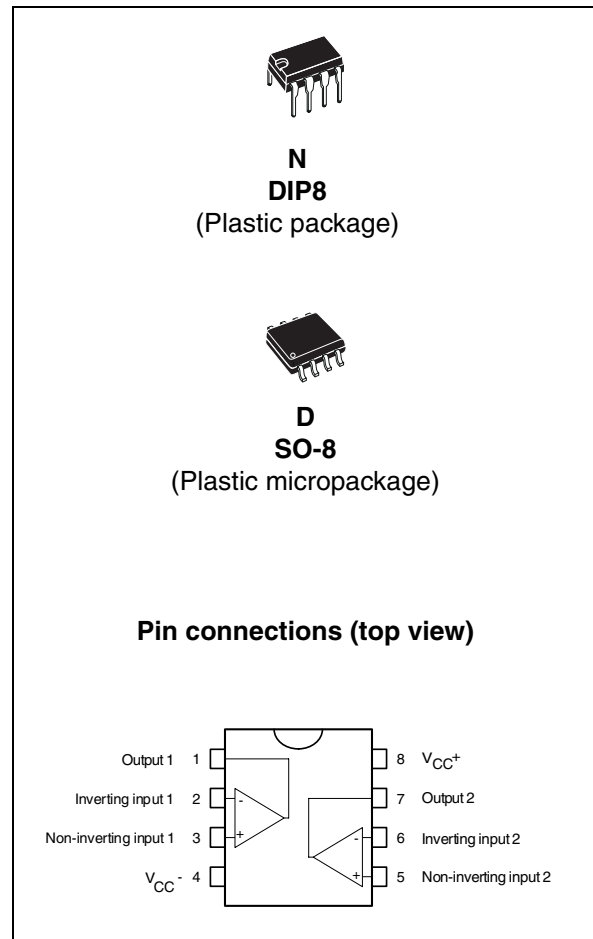 N
DIP8
(Plastic package)
D
SO-8
(Plastic micropackage)
Pin connections (top view)
Output 1 1
8 VCC+
Inverting input 1 2 -
7 Output 2
Non-inverting input 1 3 +
- 6 Inverting input 2
VCC - 4
+ 5 Non-inverting input 2